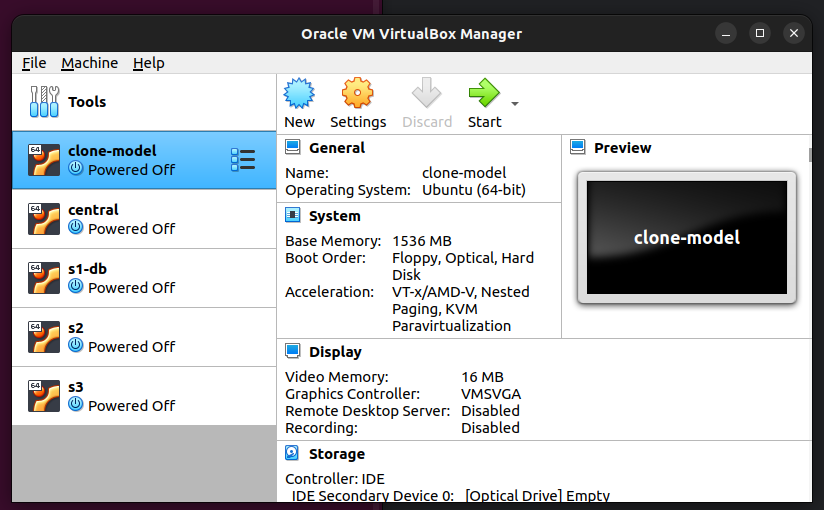 Oracle VM VirtualBox Manager
File Machine Help
Tools
64
clone-model
Powered Off
64
central
Powered Off
64
s1-db
Powered Off
64
s2
Powered Off
64
s3
Powered Off
New Settings Discard Start
General
Name: clone-model
Operating System: Ubuntu (64-bit)
System
Base Memory: 1536 MB
Boot Order: Floppy, Optical, Hard
Disk
Acceleration: VT-x/AMD-V, Nested
Paging, KVM
Paravirtualization
Preview
clone-model
Display
Video Memory: 16 MB
Graphics Controller: VMSVGA
Remote Desktop Server: Disabled
Recording: Disabled
Storage
Controller: IDE
IDE Secondary Device 0: [Optical Drive] Empty